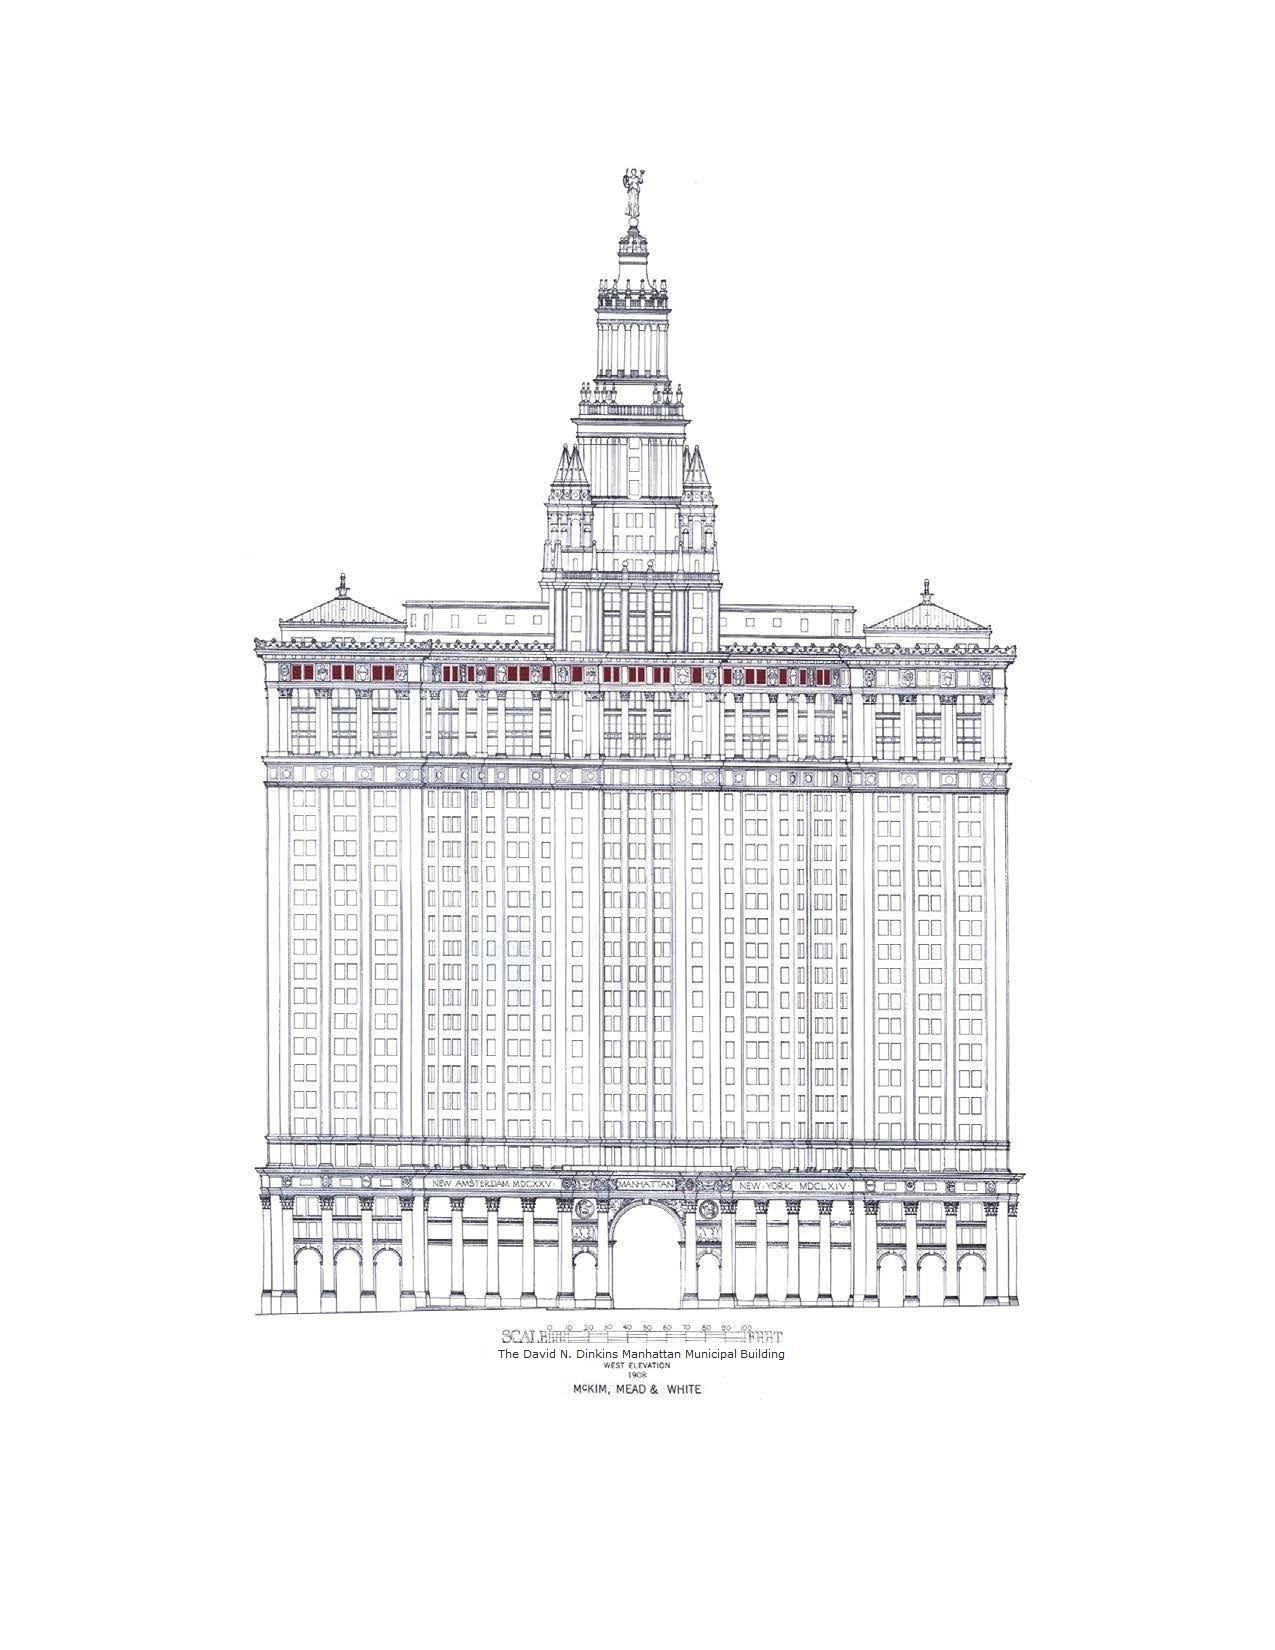 NEW AMSTERDAM MDCXXV · MANHATTAN NEW · YORK · MDCLXIV ·
0 10 20 30 40 50 60 70 80 90 100
SCALE FEET
The David N. Dinkins Manhattan Municipal Building
WEST ELEVATION
1908
McKIM, MEAD & WHITE